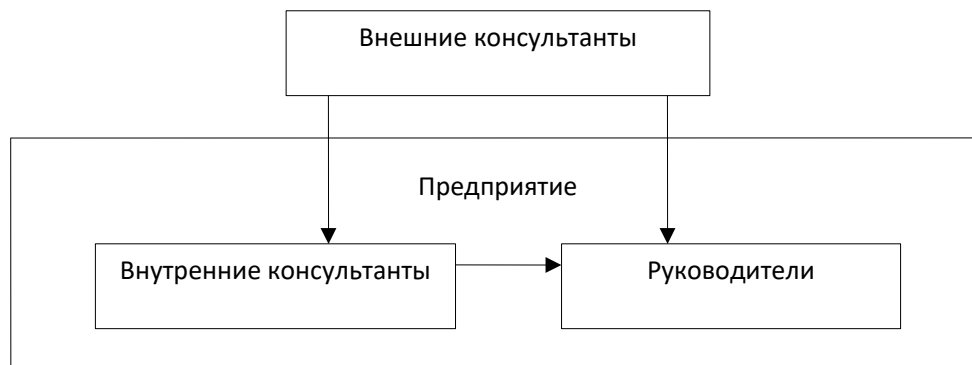 Внешние консультанты
Предприятие
Внутренние консультанты
Руководители